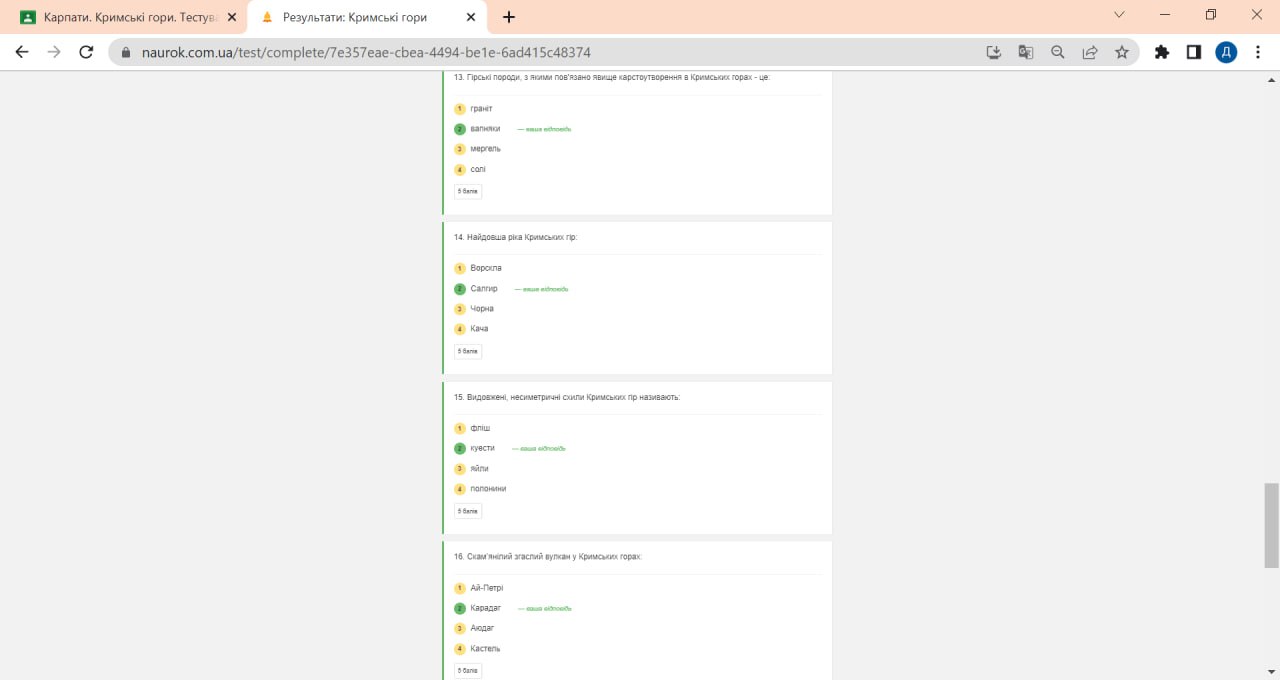 Карпати. Кримські гори. Тестува
Результати: Кримські гори
naurok.com.ua/test/complete/7e357eae-cbea-4494-be1e-6ad415c48374
Д
13. Гірські породи, з якими пов'язано явище карстоутворення в Кримських горах - це:
1 граніт
2 вапняки — ваша відповідь
3 мергель
4 солі
5 балів
14. Найдовша ріка Кримських гір:
1 Ворскла
2 Салгир — ваша відповідь
3 Чорна
4 Кача
5 балів
15. Видовжені, несиметричні схили Кримських гір називають:
1 фліш
2 куести — ваша відповідь
3 яйли
4 полонини
5 балів
16. Скам'янілий згаслий вулкан у Кримських горах:
1 Ай-Петрі
2 Карадаг — ваша відповідь
3 Аюдаг
4 Кастель
5 балів